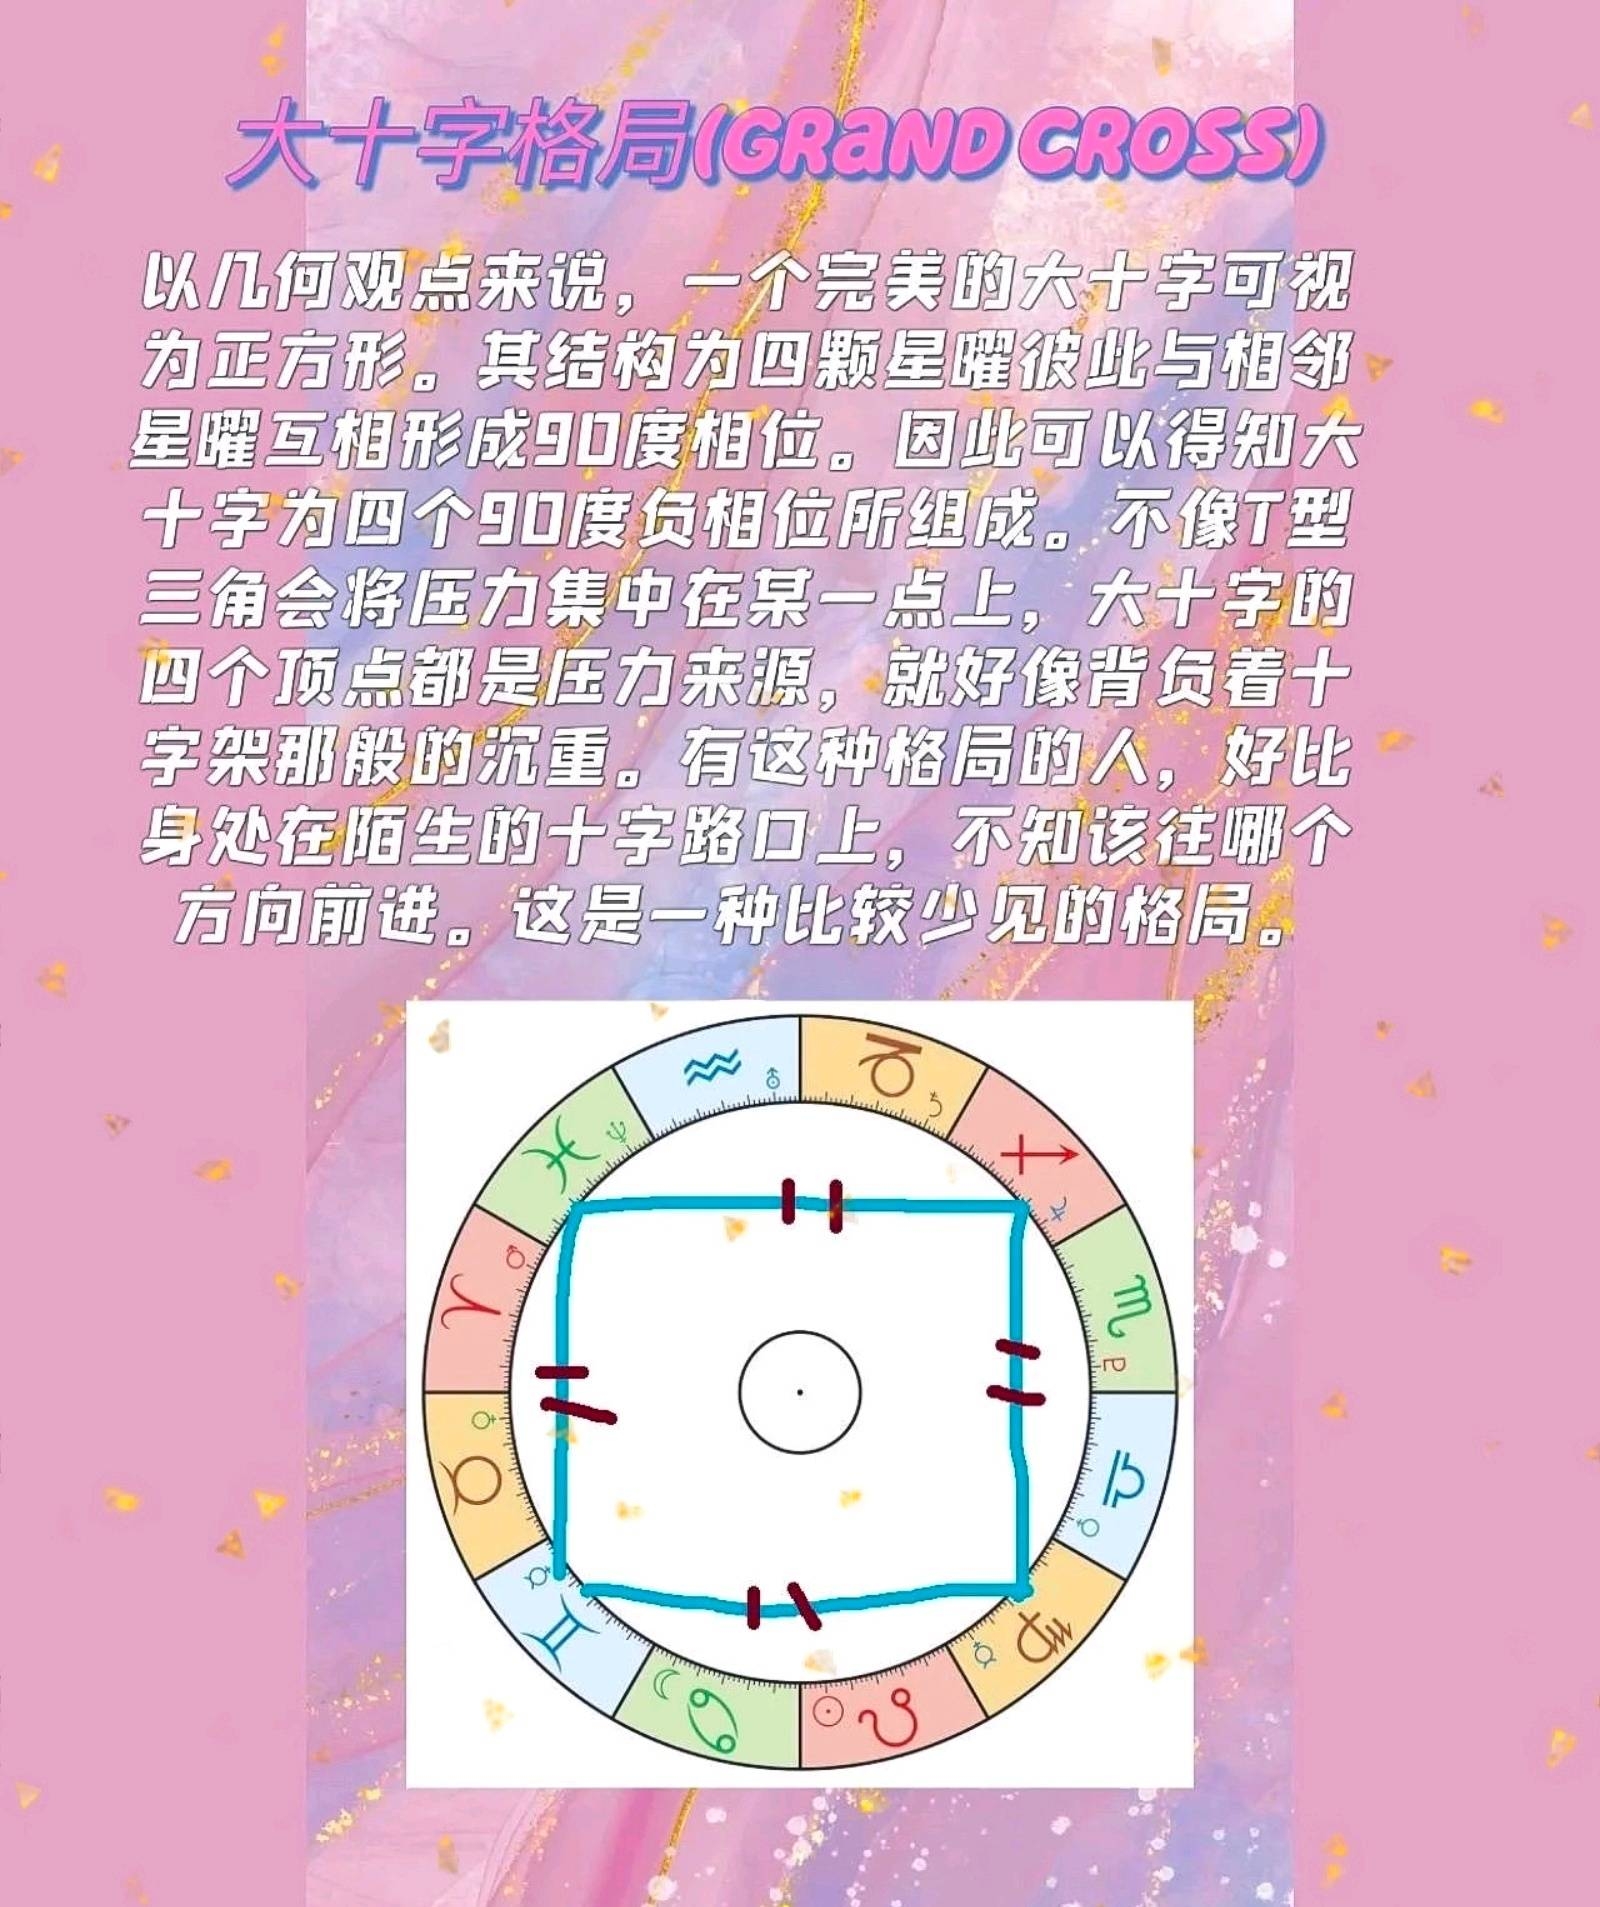 大十字格局(GRAND CROSS)
以几何观点来说，一个完美的大十字可视
为正方形。其结构为四颗星曜彼此与相邻
星曜互相形成90度相位。因此可以得知大
十字为四个90度负相位所组成。不像T型
三角会将压力集中在某一点上，大十字的
四个顶点都是压力来源，就好像背负着十
字架那般的沉重。有这种格局的人，好比
身处在陌生的十字路口上，不知该往哪个
方向前进。这是一种比较少见的格局。